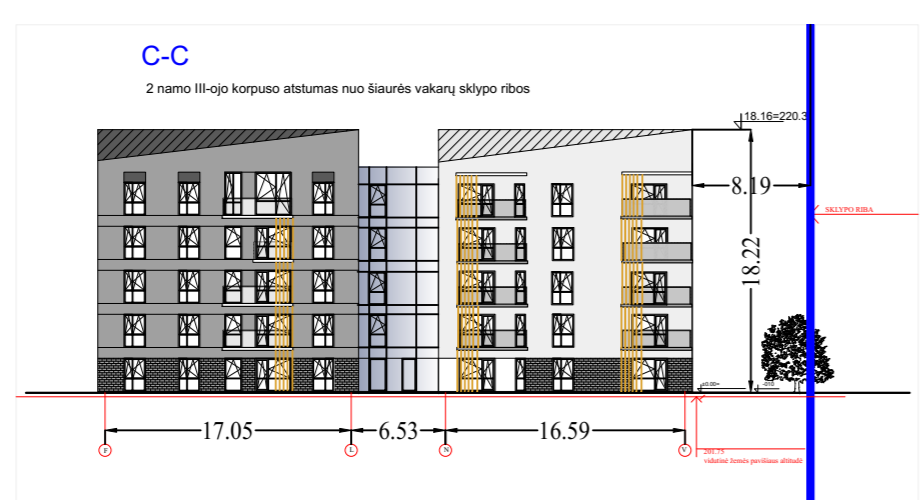 C-C
2 namo III-ojo korpuso atstumas nuo šiaurės vakarų sklypo ribos
18.16=220.3
8.19
SKLYPO RIBA
18.22
±0.00=
-010
17.05
6.53
16.59
F
L
N
V
201.75
vidutinė žemės paviršiaus altitudė